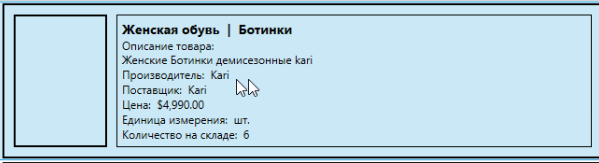 Женская обувь | Ботинки
Описание товара:
Женские Ботинки демисезонные kari
Производитель: Kari
Поставщик: Kari
Цена: $4,990.00
Единица измерения: шт.
Количество на складе: 6